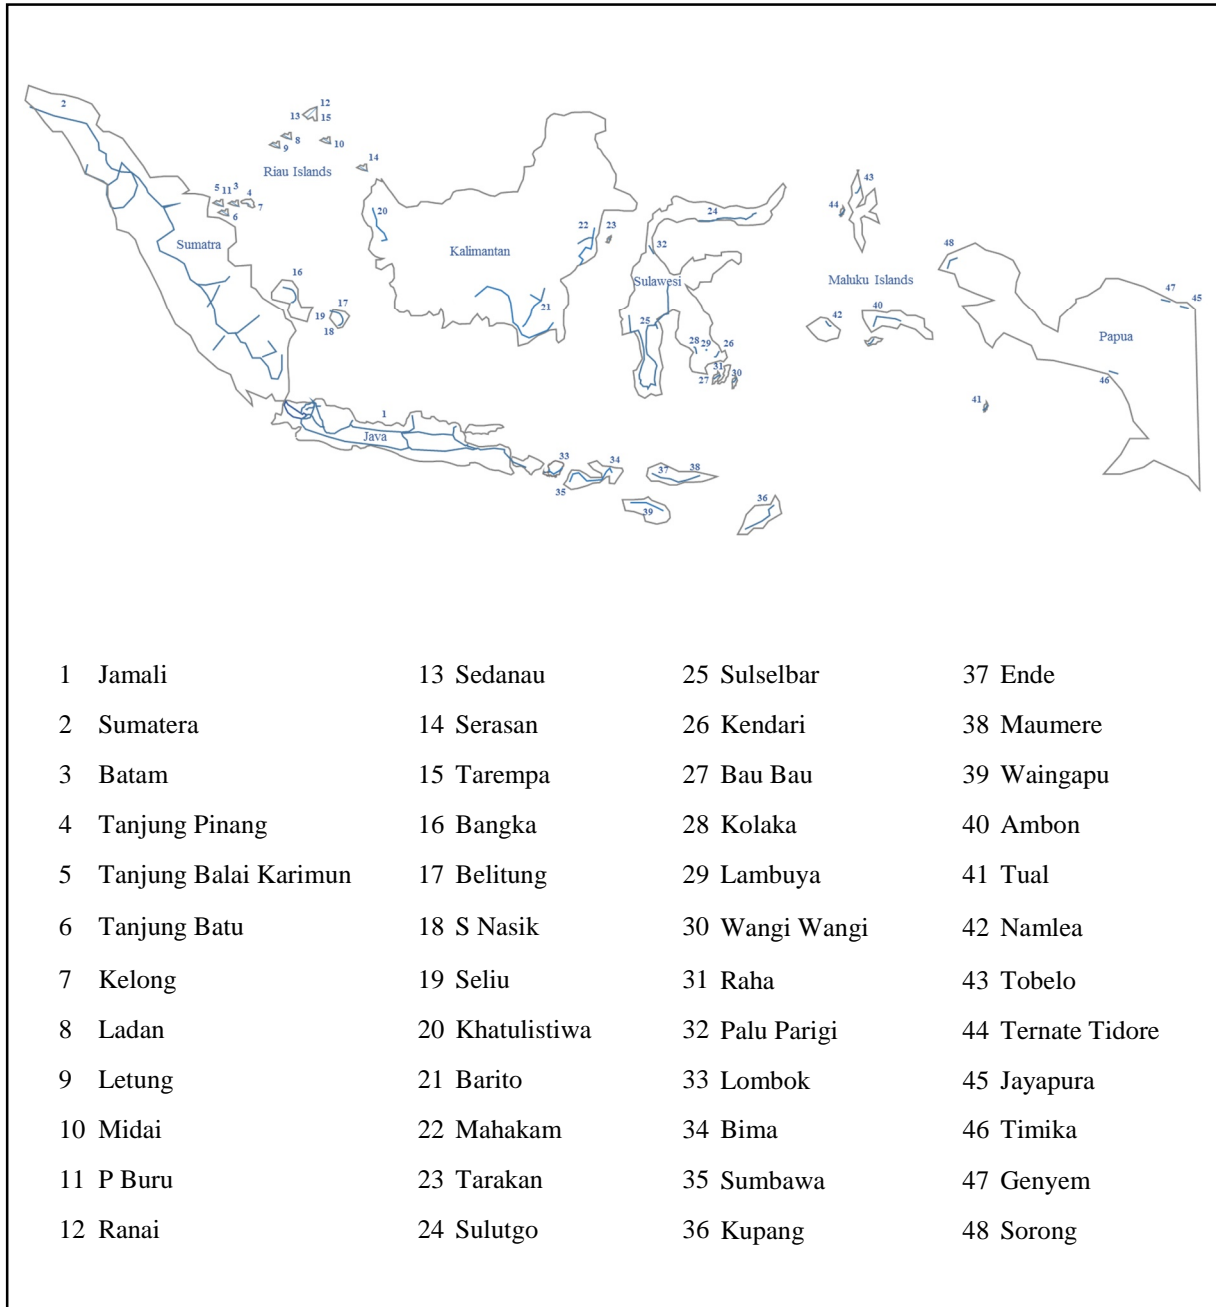 2
12
13
15
8
9
10
14
Riau Islands
5
11
3
4
7
6
Sumatra
16
17
19
18
20
Kalimantan
22
23
21
24
32
Sulawesi
25
28
29
26
31
27
30
43
44
Maluku Islands
42
40
48
47
45
Papua
46
41
1
Java
33
35
34
37
38
39
36
1 Jamali
2 Sumatera
3 Batam
4 Tanjung Pinang
5 Tanjung Balai Karimun
6 Tanjung Batu
7 Kelong
8 Ladan
9 Letung
10 Midai
11 P Buru
12 Ranai
13 Sedanau
14 Serasan
15 Tarempa
16 Bangka
17 Belitung
18 S Nasik
19 Seliu
20 Khatulistiwa
21 Barito
22 Mahakam
23 Tarakan
24 Sulutgo
25 Sulselbar
26 Kendari
27 Bau Bau
28 Kolaka
29 Lambuya
30 Wangi Wangi
31 Raha
32 Palu Parigi
33 Lombok
34 Bima
35 Sumbawa
36 Kupang
37 Ende
38 Maumere
39 Waingapu
40 Ambon
41 Tual
42 Namlea
43 Tobelo
44 Ternate Tidore
45 Jayapura
46 Timika
47 Genyem
48 Sorong